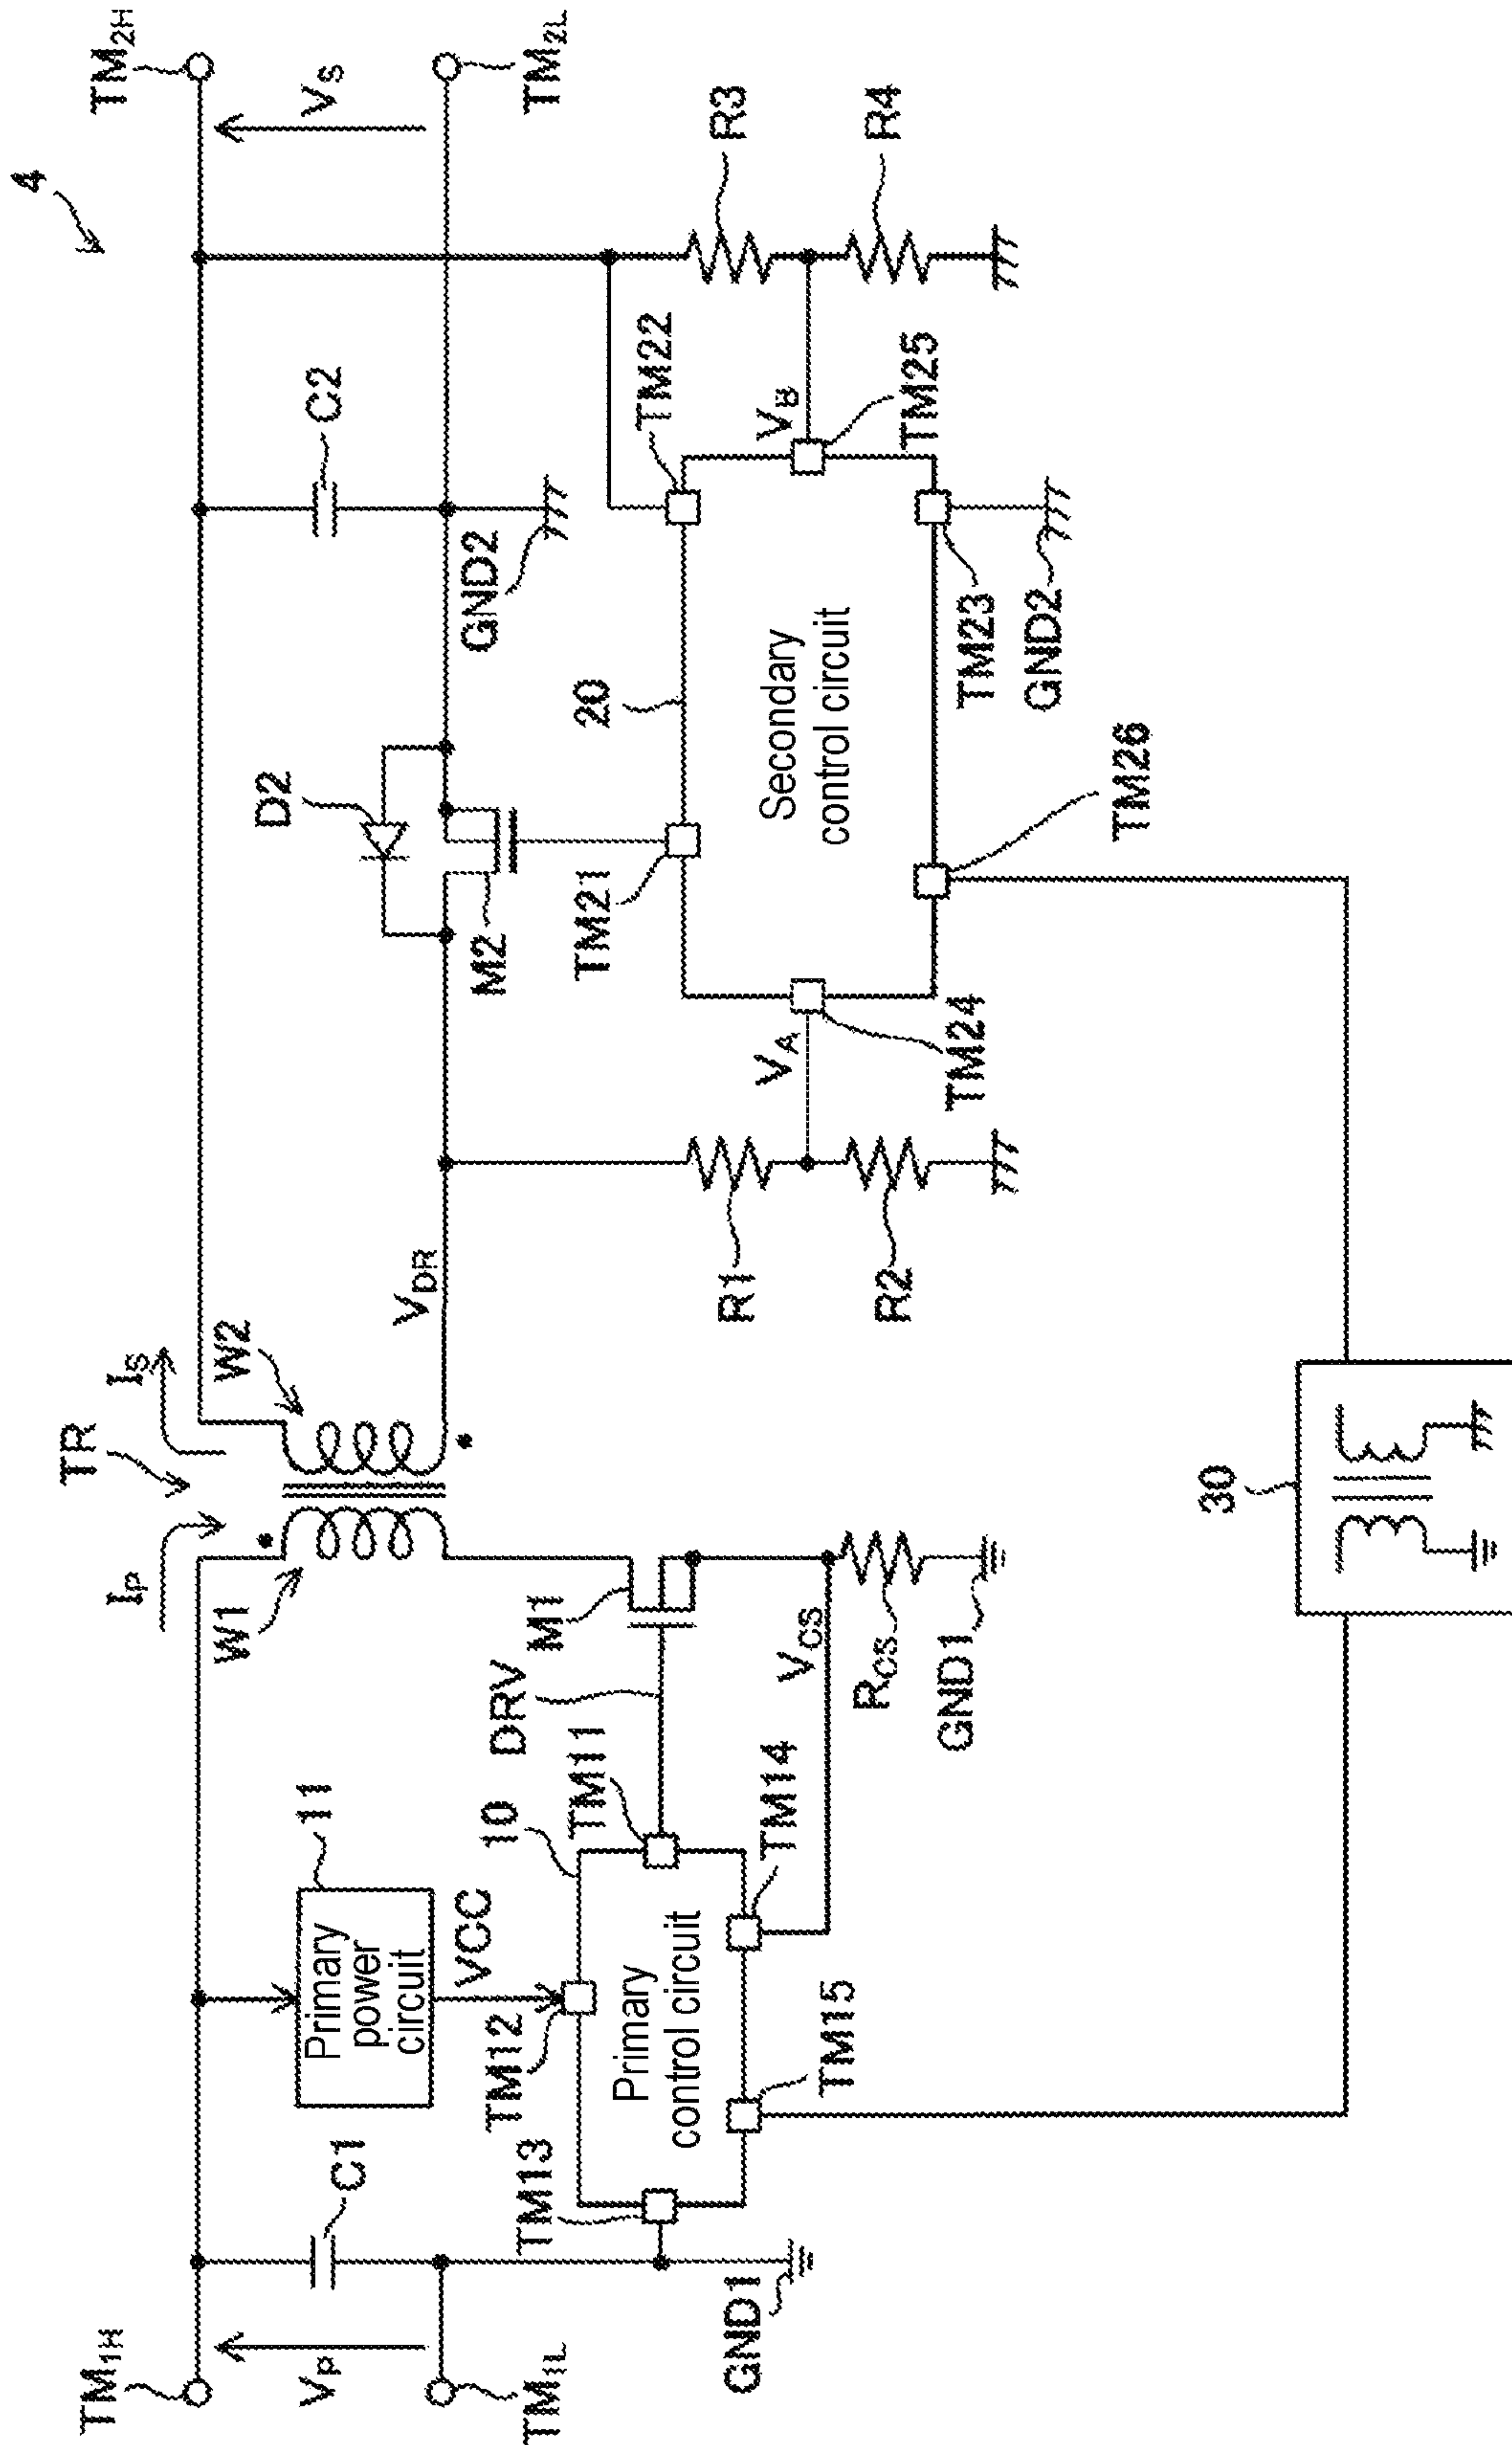 4
TM1H
VP
TM1L
C1
GND1
11
Primary
power
circuit
VCC
TM12
TM13
10
Primary
control circuit
TM11
TM14
TM15
DRV
M1
VCS
RCS
GND1
IP
TR
IS
W1
W2
VDR
R1
R2
VA
TM24
D2
M2
TM21
20
Secondary
control circuit
TM22
VB
TM25
TM23
GND2
TM26
GND2
C2
R3
R4
VS
TM2H
TM2L
30